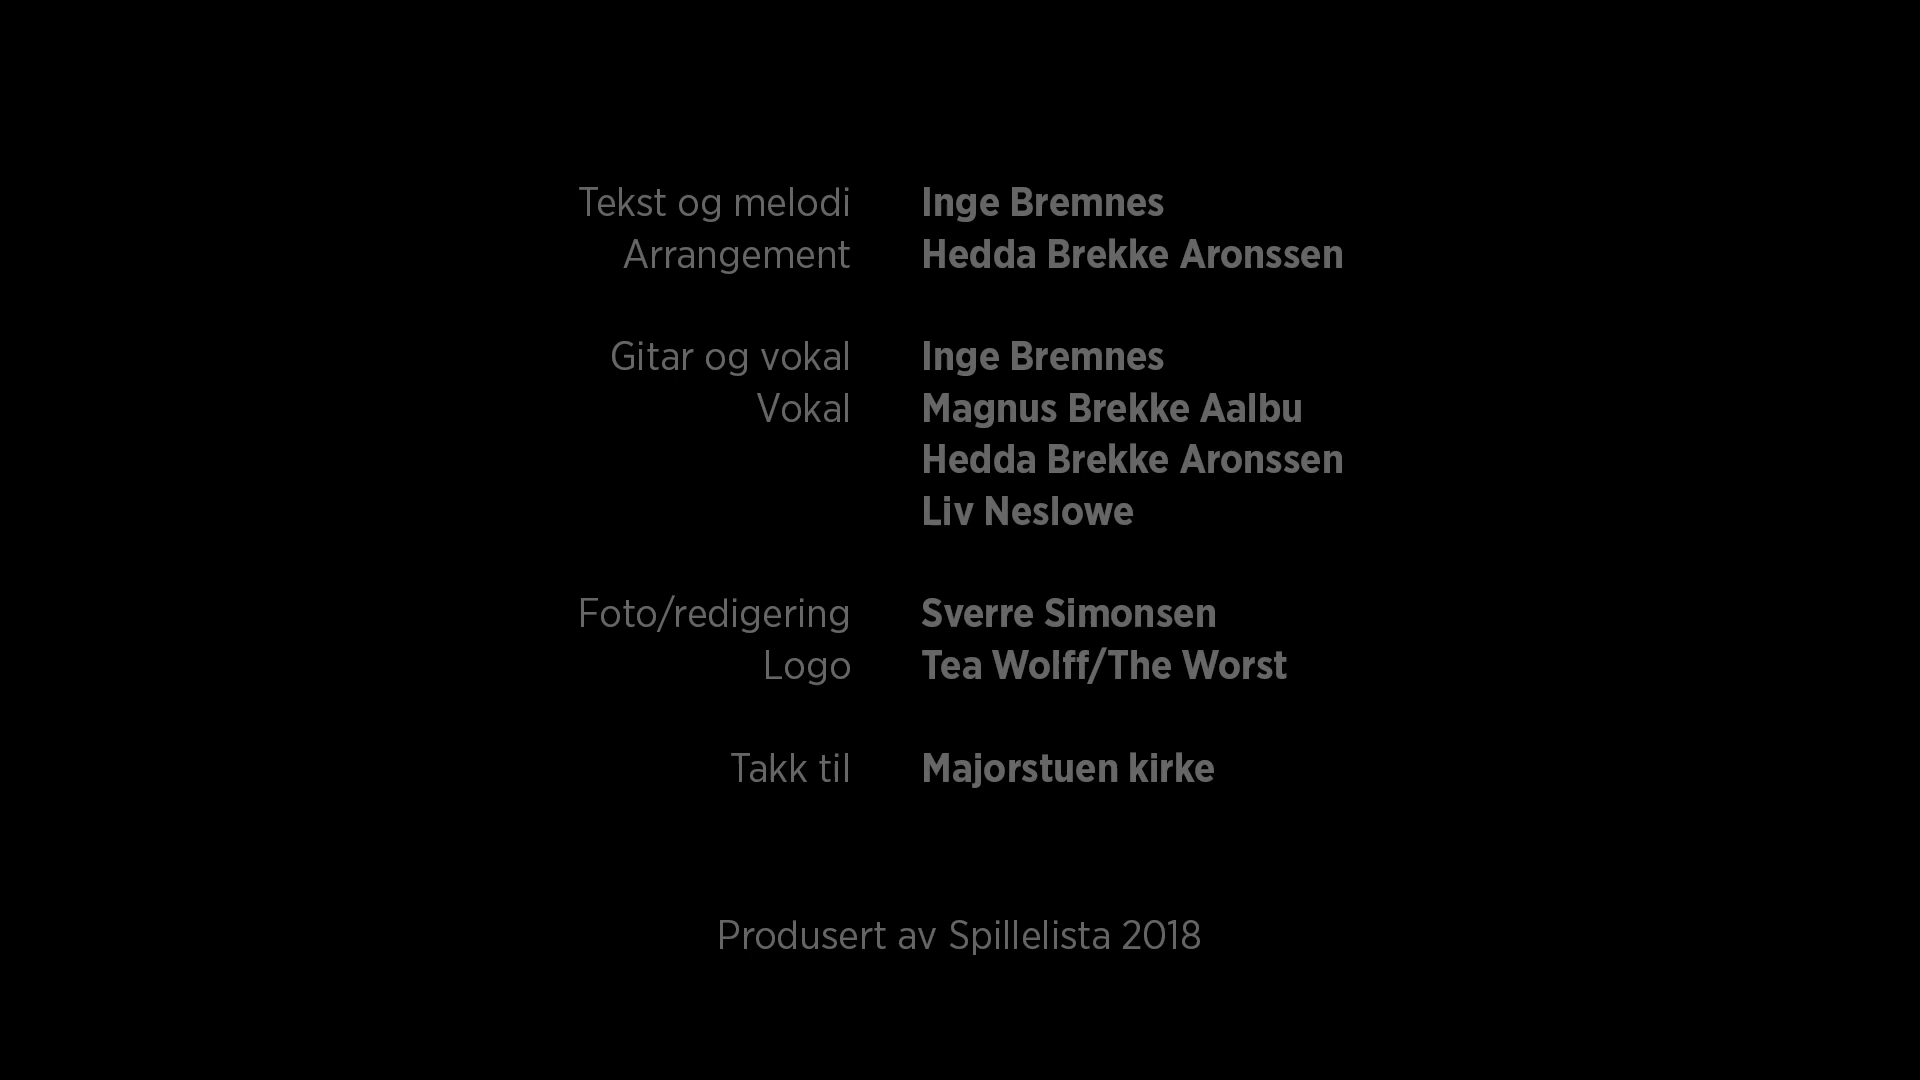 Tekst og melodi Inge Bremnes
Arrangement Hedda Brekke Aronssen
Gitar og vokal Inge Bremnes
Vokal Magnus Brekke Aalbu
Hedda Brekke Aronssen
Liv Neslowe
Foto/redigering Sverre Simonsen
Logo Tea Wolff/The Worst
Takk til Majorstuen kirke
Produsert av Spillelista 2018